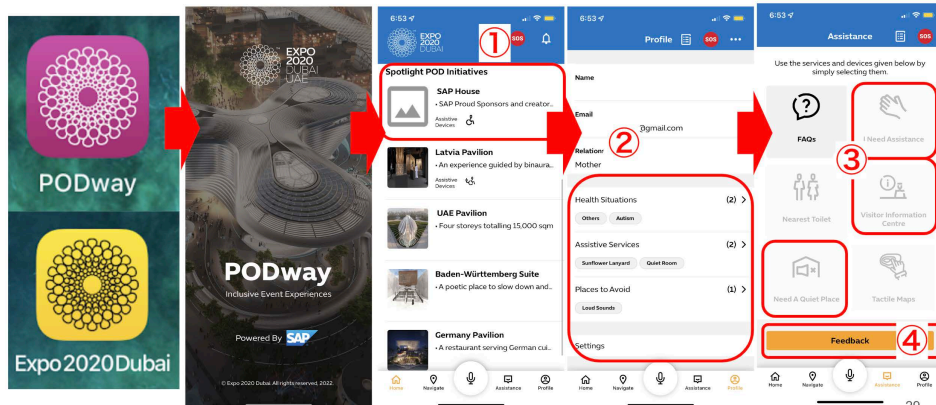 PODway
Expo2020Dubai
EXPO
2020
DUBAI
UAE
PODway
Inclusive Event Experiences
Powered By SAP
© Expo 2020 Dubai. All rights reserved, 2022.
6:53
EXPO
2020
DUBAI
①
SOS
Spotlight POD Initiatives
SAP House
• SAP Proud Sponsors and creator..
Assistive
Devices
Latvia Pavilion
• An experience guided by binaura..
Assistive
Devices
UAE Pavilion
• Four storeys totalling 15,000 sqm
Baden-Württemberg Suite
• A poetic place to slow down and..
Germany Pavilion
• A restaurant serving German cui..
Home
Navigate
Assistance
Profile
6:53
Profile
SOS
Name
Email
@gmail.com
②
Mother
Health Situations (2) >
Others Autism
Assistive Services (2) >
Sunflower Lanyard Quiet Room
Places to Avoid (1) >
Loud Sounds
Settings
Home
Navigate
Assistance
Profile
6:53
Assistance
SOS
Use the services and devices given below by
simply selecting them.
FAQs
I Need Assistance
③
Nearest Toilet
Visitor Information
Centre
Need A Quiet Place
Tactile Maps
Feedback
④
Home
Navigate
Assistance
Profile